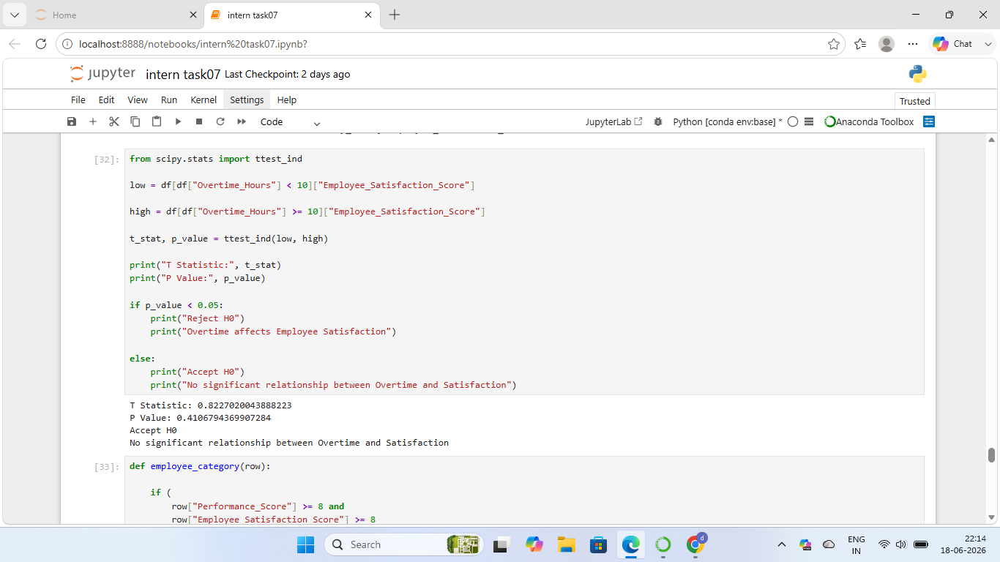 Home
intern task07
localhost:8888/notebooks/intern%20task07.ipynb?
Chat
jupyter intern task07 Last Checkpoint: 2 days ago
File Edit View Run Kernel Settings Help
Trusted
Code
JupyterLab
Python [conda env:base] *
Anaconda Toolbox
[32]:
from scipy.stats import ttest_ind
low = df[df["Overtime_Hours"] < 10]["Employee_Satisfaction_Score"]
high = df[df["Overtime_Hours"] >= 10]["Employee_Satisfaction_Score"]
t_stat, p_value = ttest_ind(low, high)
print("T Statistic:", t_stat)
print("P Value:", p_value)
if p_value < 0.05:
    print("Reject H0")
    print("Overtime affects Employee Satisfaction")
else:
    print("Accept H0")
    print("No significant relationship between Overtime and Satisfaction")
T Statistic: 0.8227020043888223
P Value: 0.4106794369907284
Accept H0
No significant relationship between Overtime and Satisfaction
[33]:
def employee_category(row):
    if (
        row["Performance_Score"] >= 8 and
        row["Employee_Satisfaction_Score"] >= 8
Search
d
ENG
IN
22:14
18-06-2026